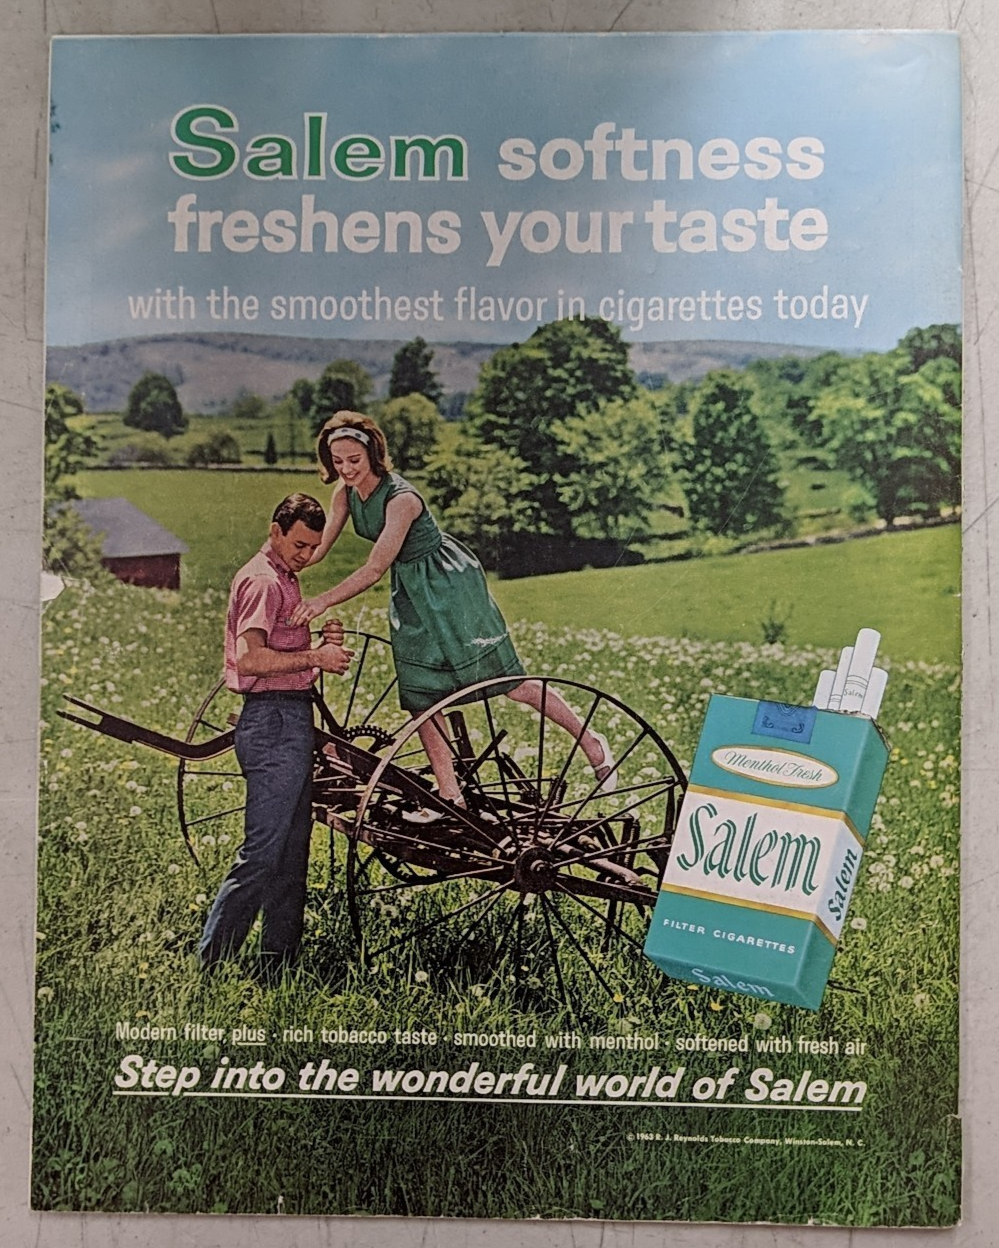 Salem softness
freshens your taste
with the smoothest flavor in cigarettes today
Salem
Menthol Fresh
Salem
Salem
FILTER CIGARETTES
Salem
Modern filter plus · rich tobacco taste · smoothed with menthol · softened with fresh air
Step into the wonderful world of Salem
© 1963 R. J. Reynolds Tobacco Company, Winston-Salem, N. C.